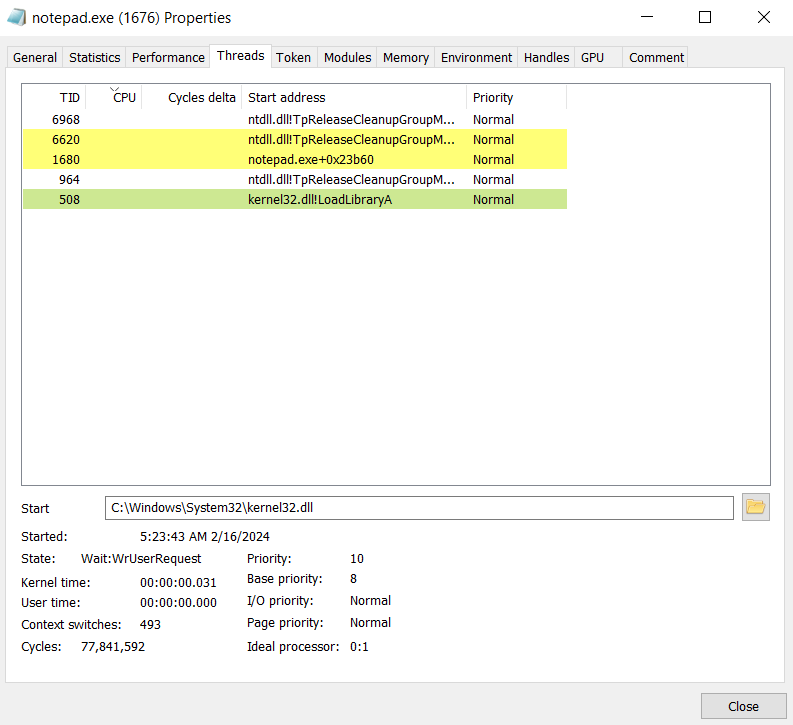 notepad.exe (1676) Properties
General Statistics Performance Threads Token Modules Memory Environment Handles GPU Comment
TID CPU Cycles delta Start address Priority
6968 ntdll.dll!TpReleaseCleanupGroupM... Normal
6620 ntdll.dll!TpReleaseCleanupGroupM... Normal
1680 notepad.exe+0x23b60 Normal
964 ntdll.dll!TpReleaseCleanupGroupM... Normal
508 kernel32.dll!LoadLibraryA Normal
Start C:\Windows\System32\kernel32.dll
Started: 5:23:43 AM 2/16/2024
State: Wait:WrUserRequest Priority: 10
Kernel time: 00:00:00.031 Base priority: 8
User time: 00:00:00.000 I/O priority: Normal
Context switches: 493 Page priority: Normal
Cycles: 77,841,592 Ideal processor: 0:1
Close